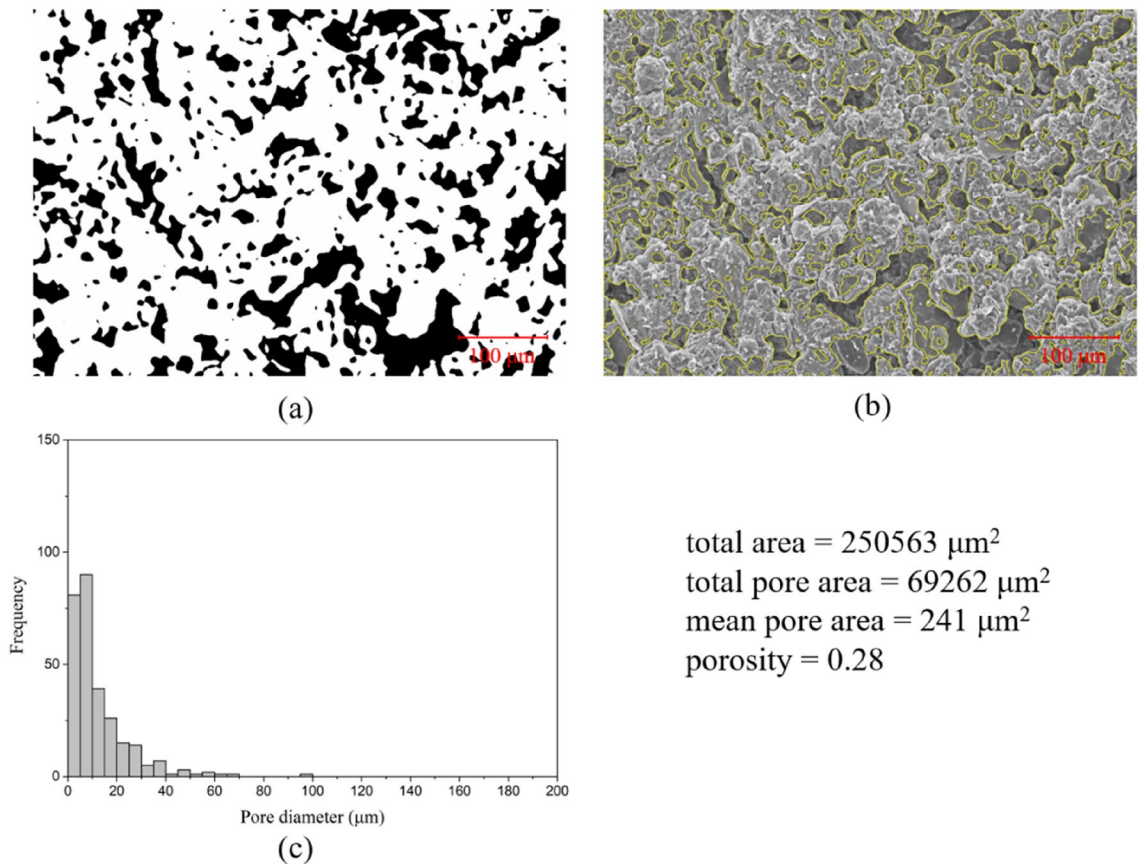 100 μm
100 μm
(a)
(b)
150
100
50
0
Frequency
0 20 40 60 80 100 120 140 160 180 200
Pore diameter (μm)
(c)
total area = 250563 μm²
total pore area = 69262 μm²
mean pore area = 241 μm²
porosity = 0.28